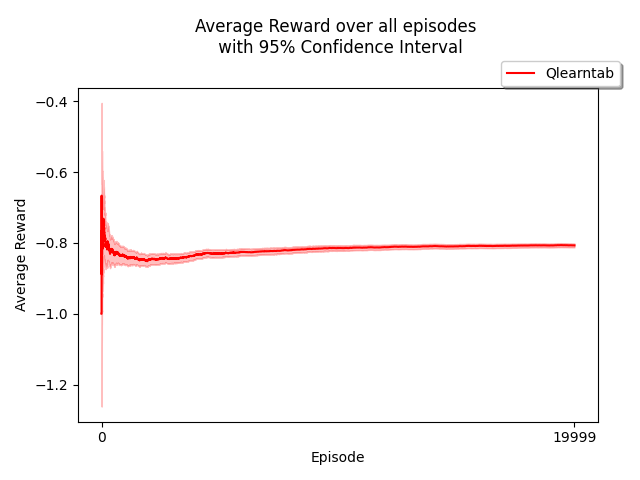 Average Reward over all episodes
with 95% Confidence Interval
Qlearntab
−0.4
−0.6
−0.8
−1.0
−1.2
Average Reward
0
19999
Episode